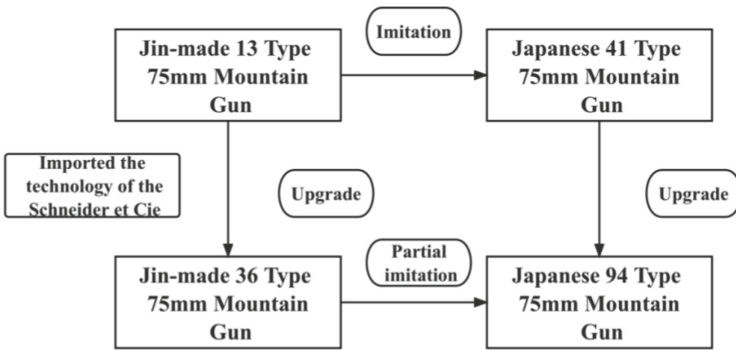 Imitation
Jin-made 13 Type
75mm Mountain
Gun
Japanese 41 Type
75mm Mountain
Gun
Imported the
technology of the
Schneider et Cie
Upgrade
Upgrade
Partial
imitation
Jin-made 36 Type
75mm Mountain
Gun
Japanese 94 Type
75mm Mountain
Gun